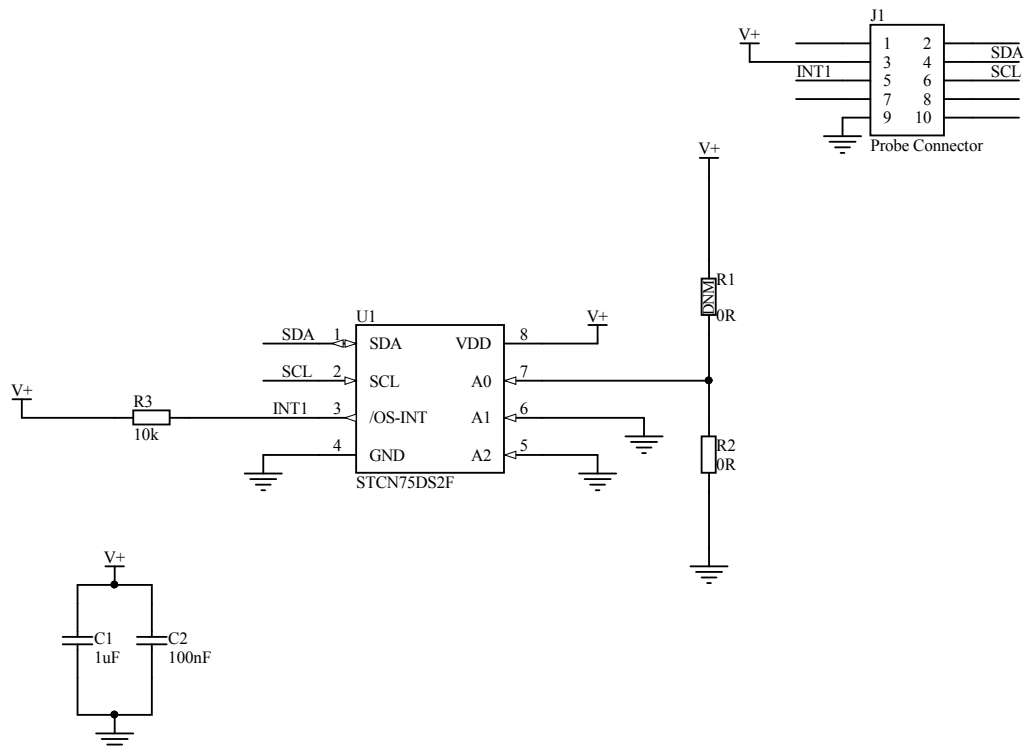 J1
V+
1 2
SDA
3 4
INT1
SCL
5 6
7 8
9 10
Probe Connector
V+
R1
DNM
0R
U1
V+
SDA 1 SDA VDD 8
SCL 2 SCL A0 7
V+
R3
INT1 3 /OS-INT A1 6
10k
4 GND A2 5
R2
0R
STCN75DS2F
V+
C1 C2
1uF 100nF